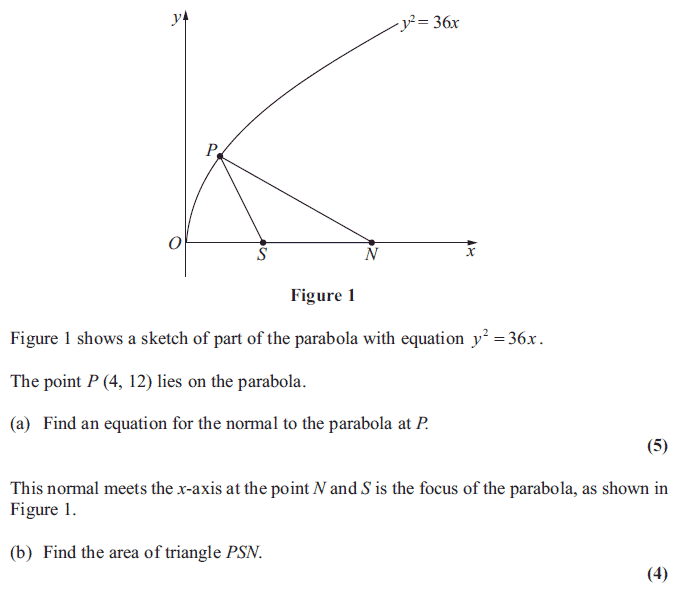 y
y² = 36x
P
O
S
N
x
Figure 1
Figure 1 shows a sketch of part of the parabola with equation y² = 36x.
The point P (4, 12) lies on the parabola.
(a) Find an equation for the normal to the parabola at P.
(5)
This normal meets the x-axis at the point N and S is the focus of the parabola, as shown in
Figure 1.
(b) Find the area of triangle PSN.
(4)